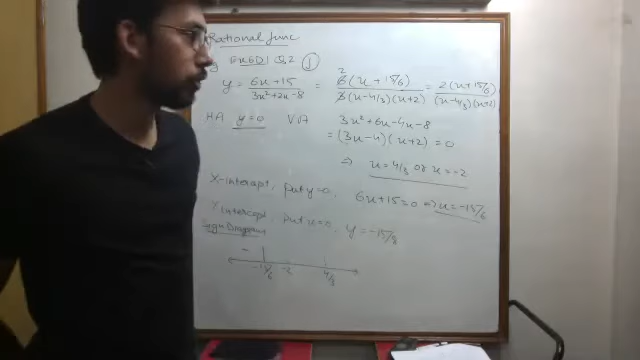 Rational func
Ex6D1 Q2 ①
y = 6x+15 / 3x²+2x-8 = 6(x+15/6) / 3(x-4/3)(x+2) = 2(x+15/6) / (x-4/3)(x+2)
HA y=0 VA 3x²+6x-4x-8
= (3x-4)(x+2) = 0
⇒ x=4/3 or x=-2
X-intercept, put y=0, 6x+15=0 ⇒ x=-15/6
Y intercept, put x=0, y=-15/8
Sign Diagram
-
-15/6 -2 4/3